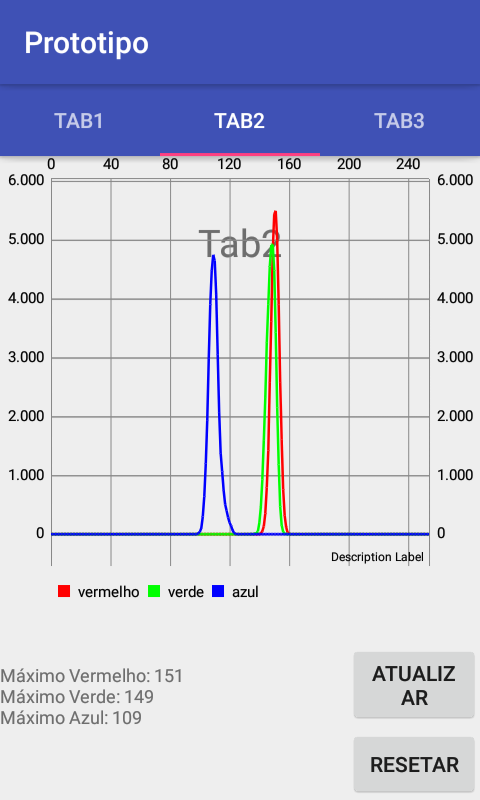 Prototipo
TAB1 TAB2 TAB3
0 40 80 120 160 200 240
6.000 6.000
Tab2
5.000 5.000
4.000 4.000
3.000 3.000
2.000 2.000
1.000 1.000
0 0
Description Label
vermelho verde azul
Máximo Vermelho: 151
Máximo Verde: 149
Máximo Azul: 109
ATUALIZ
AR
RESETAR